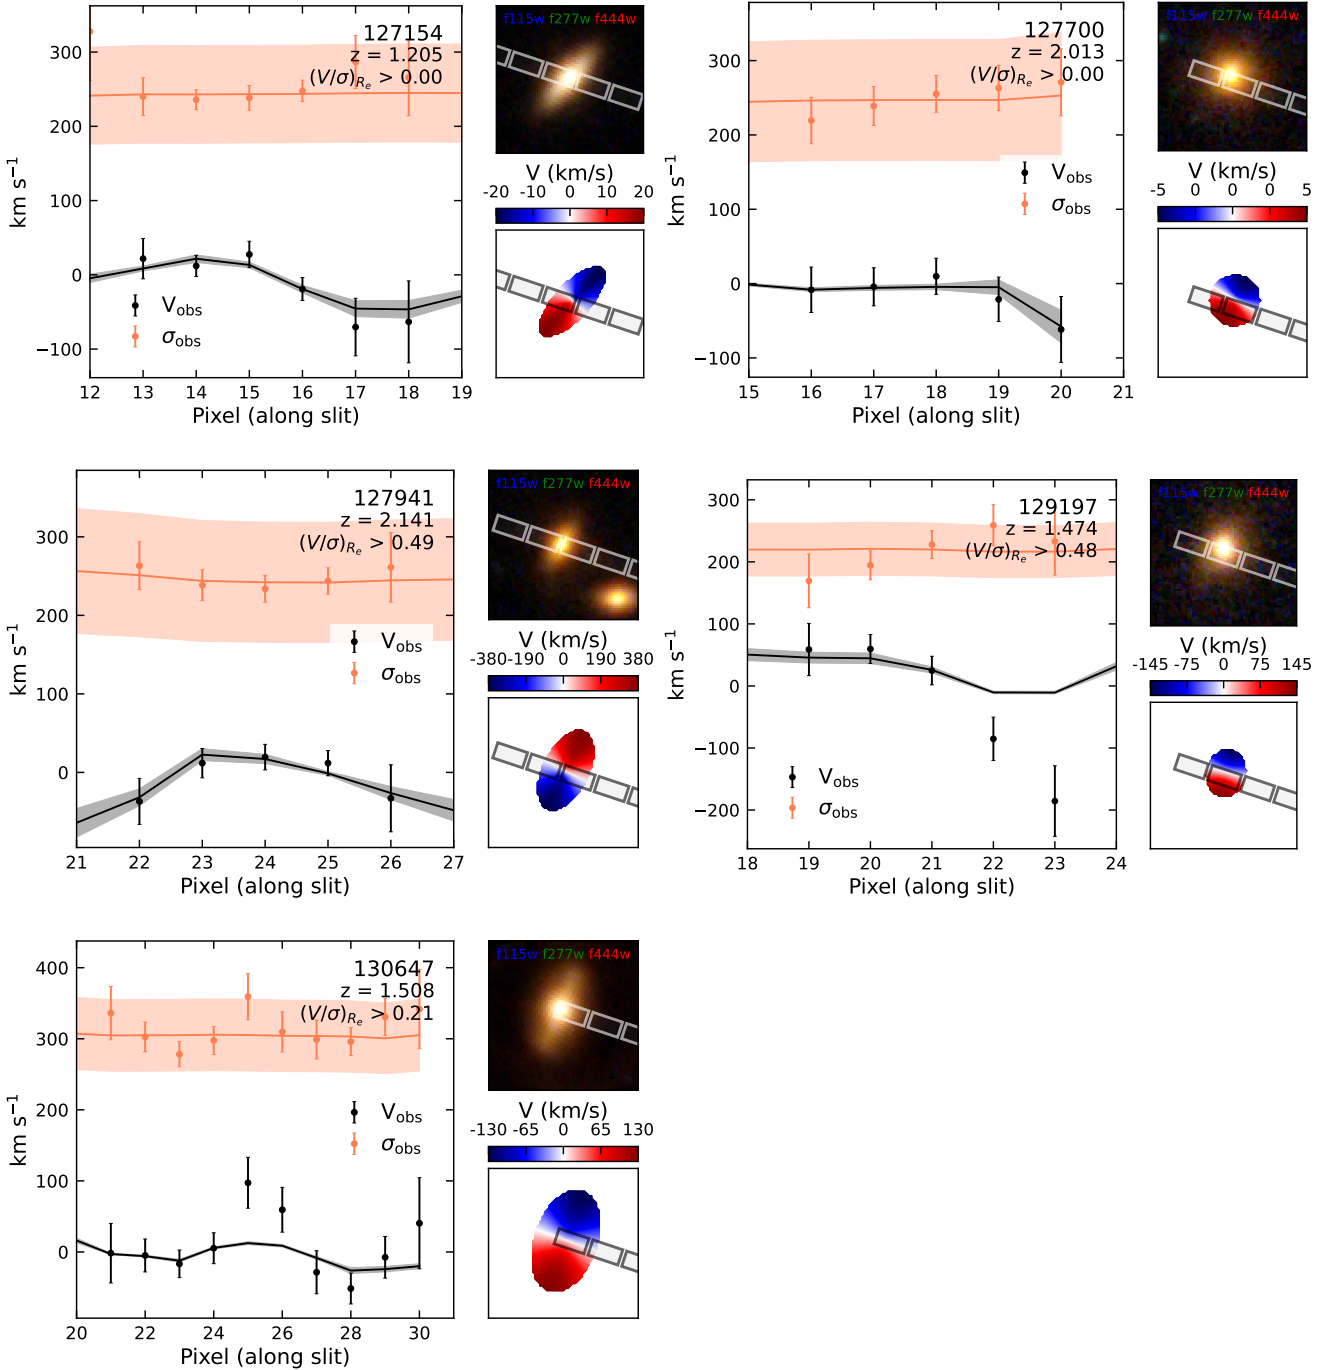 127154
z = 1.205
(V/σ)Re > 0.00
300
200
100
0
−100
km s−1
Vobs
σobs
12 13 14 15 16 17 18 19
Pixel (along slit)
f115w f277w f444w
V (km/s)
-20 -10 0 10 20
127700
z = 2.013
(V/σ)Re > 0.00
300
200
100
0
−100
km s−1
Vobs
σobs
15 16 17 18 19 20 21
Pixel (along slit)
f115w f277w f444w
V (km/s)
-5 0 0 0 5
127941
z = 2.141
(V/σ)Re > 0.49
300
200
100
0
km s−1
Vobs
σobs
21 22 23 24 25 26 27
Pixel (along slit)
f115w f277w f444w
V (km/s)
-380 -190 0 190 380
129197
z = 1.474
(V/σ)Re > 0.48
300
200
100
0
−100
−200
km s−1
Vobs
σobs
18 19 20 21 22 23 24
Pixel (along slit)
f115w f277w f444w
V (km/s)
-145 -75 0 75 145
130647
z = 1.508
(V/σ)Re > 0.21
400
300
200
100
0
km s−1
Vobs
σobs
20 22 24 26 28 30
Pixel (along slit)
f115w f277w f444w
V (km/s)
-130 -65 0 65 130